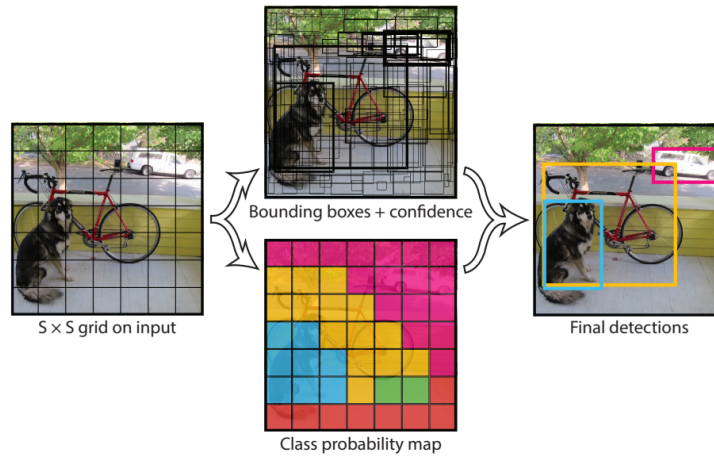 Bounding boxes + confidence
S × S grid on input
Final detections
Class probability map